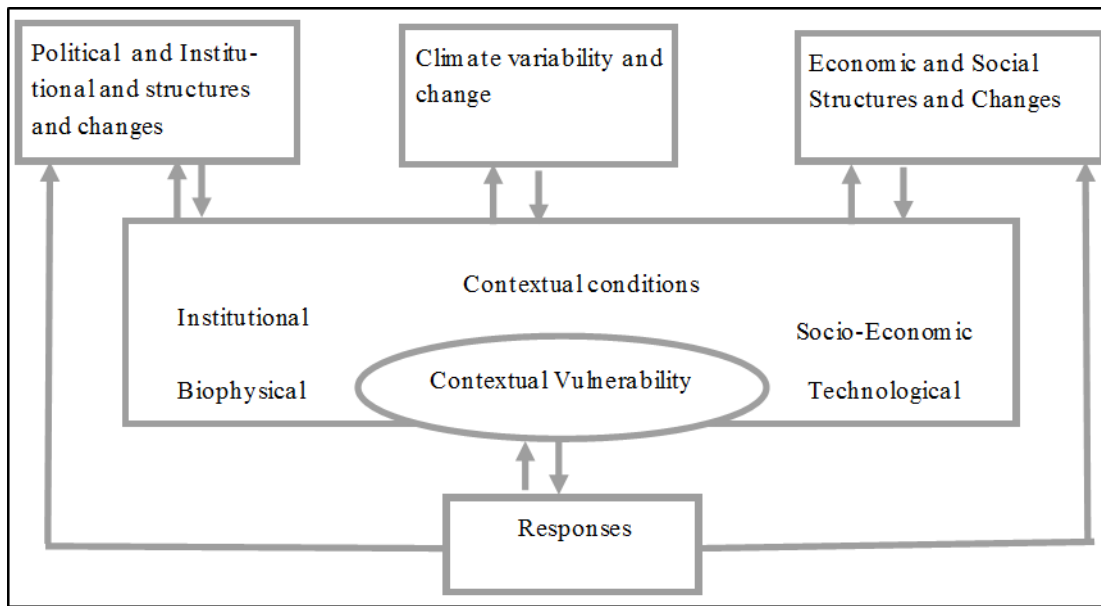 Political and Institu-
tional and structures
and changes
Climate variability and
change
Economic and Social
Structures and Changes
Contextual conditions
Institutional
Socio-Economic
Contextual Vulnerability
Biophysical
Technological
Responses